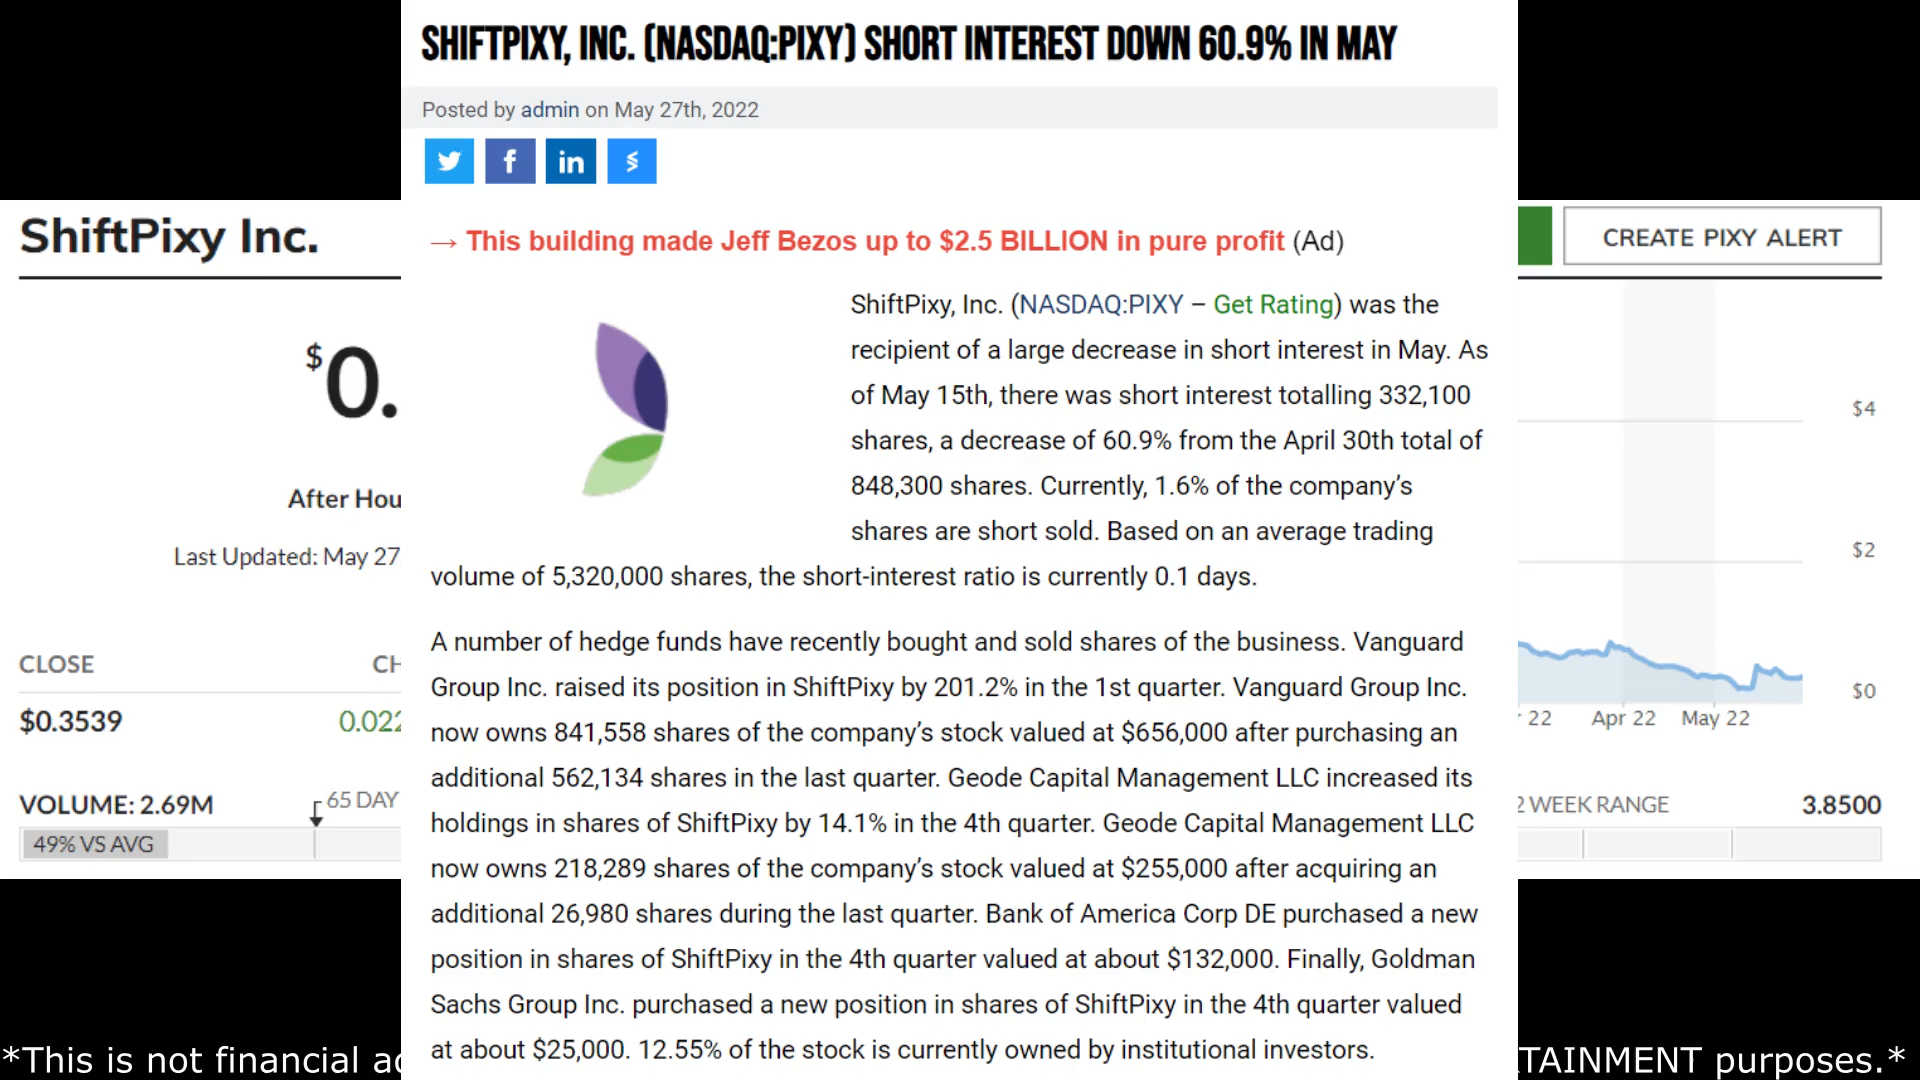 SHIFTPIXY, INC. (NASDAQ:PIXY) SHORT INTEREST DOWN 60.9% IN MAY
Posted by admin on May 27th, 2022
f
in
→ This building made Jeff Bezos up to $2.5 BILLION in pure profit (Ad)
ShiftPixy, Inc. (NASDAQ:PIXY – Get Rating) was the
recipient of a large decrease in short interest in May. As
of May 15th, there was short interest totalling 332,100
shares, a decrease of 60.9% from the April 30th total of
848,300 shares. Currently, 1.6% of the company’s
shares are short sold. Based on an average trading
volume of 5,320,000 shares, the short-interest ratio is currently 0.1 days.
A number of hedge funds have recently bought and sold shares of the business. Vanguard
Group Inc. raised its position in ShiftPixy by 201.2% in the 1st quarter. Vanguard Group Inc.
now owns 841,558 shares of the company’s stock valued at $656,000 after purchasing an
additional 562,134 shares in the last quarter. Geode Capital Management LLC increased its
holdings in shares of ShiftPixy by 14.1% in the 4th quarter. Geode Capital Management LLC
now owns 218,289 shares of the company’s stock valued at $255,000 after acquiring an
additional 26,980 shares during the last quarter. Bank of America Corp DE purchased a new
position in shares of ShiftPixy in the 4th quarter valued at about $132,000. Finally, Goldman
Sachs Group Inc. purchased a new position in shares of ShiftPixy in the 4th quarter valued
at about $25,000. 12.55% of the stock is currently owned by institutional investors.
ShiftPixy Inc.
$0.
After Hou
Last Updated: May 27
CLOSE CH
$0.3539 0.022
VOLUME: 2.69M
65 DAY
49% VS AVG
CREATE PIXY ALERT
$4
$2
$0
22 Apr 22 May 22
2 WEEK RANGE 3.8500
*This is not financial ad
TAINMENT purposes.*